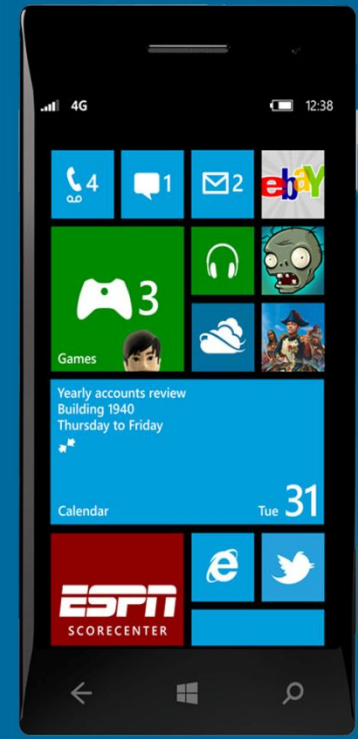 4G
12:38
4
1
2
ebaY
3
Games
Yearly accounts review
Building 1940
Thursday to Friday
Calendar
Tue 31
ESPN
SCORECENTER